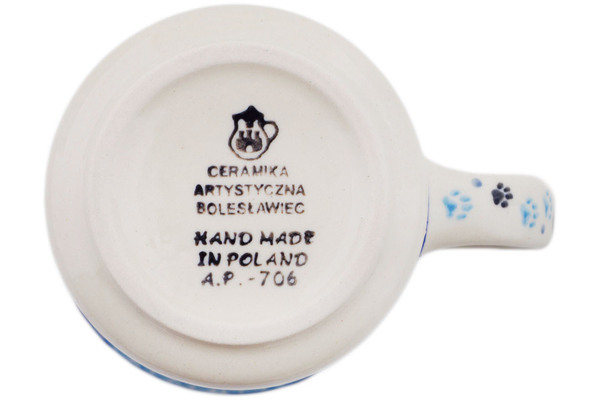 CERAMIKA
ARTYSTYCZNA
BOLESŁAWIEC
HAND MADE
IN POLAND
A.P.-706